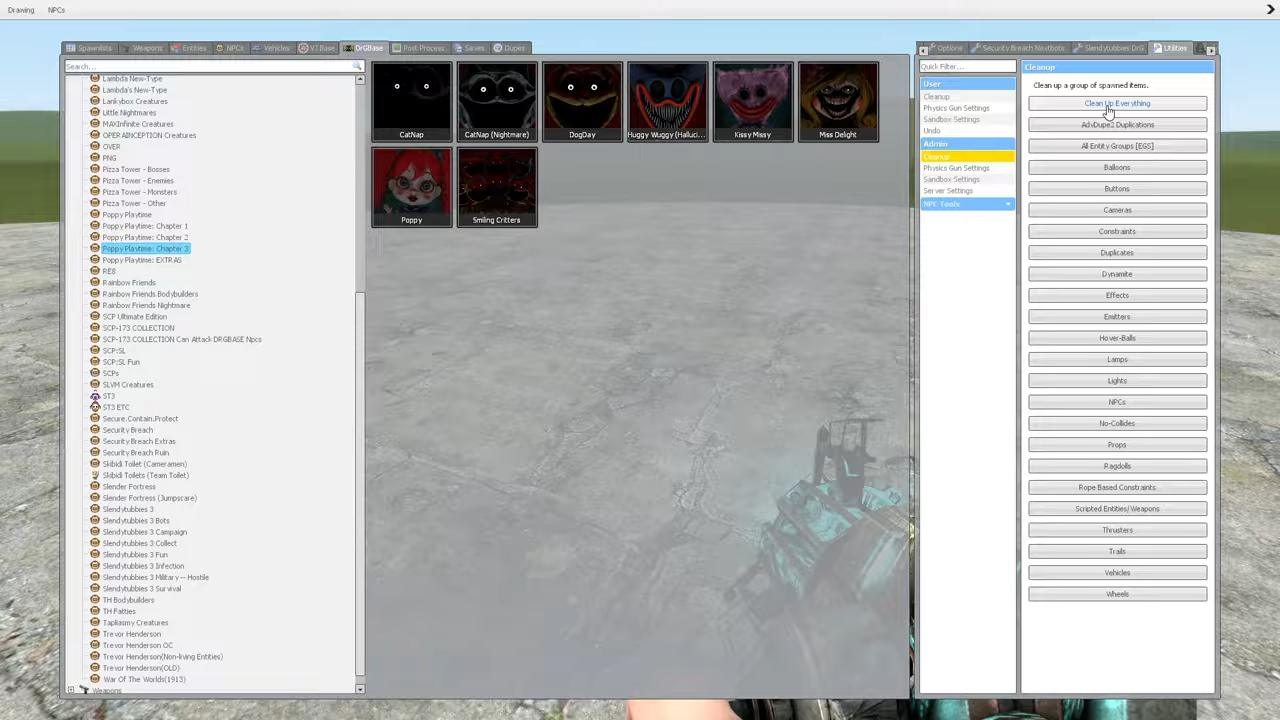 Drawing NPCs
Spawnlists Weapons Entities NPCs Vehicles VJ Base DrGBase Post Process Saves Dupes
Search...
Lambda New-Type
Lambda's New-Type
Lankybox Creatures
Little Nightmares
MAXInfinite Creatures
OPERAINCEPTION Creatures
OVER
PNG
Pizza Tower - Bosses
Pizza Tower - Enemies
Pizza Tower - Monsters
Pizza Tower - Other
Poppy Playtime
Poppy Playtime: Chapter 1
Poppy Playtime: Chapter 2
Poppy Playtime: Chapter 3
Poppy Playtime: EXTRAS
RE8
Rainbow Friends
Rainbow Friends Bodybuilders
Rainbow Friends Nightmare
SCP Ultimate Edition
SCP-173 COLLECTION
SCP-173 COLLECTION Can Attack DRGBASE Npcs
SCP:SL
SCP:SL Fun
SCPs
SLVM Creatures
ST3
ST3 ETC
Secure.Contain.Protect
Security Breach
Security Breach Extras
Security Breach Ruin
Skibidi Toilet (Cameramen)
Skibidi Toilets (Team Toilet)
Slender Fortress
Slender Fortress (Jumpscare)
Slendytubbies 3
Slendytubbies 3 Bots
Slendytubbies 3 Campaign
Slendytubbies 3 Collect
Slendytubbies 3 Fun
Slendytubbies 3 Infection
Slendytubbies 3 Military -- Hostile
Slendytubbies 3 Survival
TH Bodybuilders
TH Fatties
Tapliasmy Creatures
Trevor Henderson
Trevor Henderson OC
Trevor Henderson(Non-living Entities)
Trevor Henderson(OLD)
War Of The Worlds(1913)
Weapons
CatNap CatNap (Nightmare) DogDay Huggy Wuggy (Halluci... Kissy Missy Miss Delight
Poppy Smiling Critters
Options Security Breach Nextbots Slendytubbies DrG Utilities
Quick Filter...
User
Cleanup
Physics Gun Settings
Sandbox Settings
Undo
Admin
Cleanup
Physics Gun Settings
Sandbox Settings
Server Settings
NPC Tools
Cleanup
Clean up a group of spawned items.
Clean Up Everything
AdvDupe2 Duplications
All Entity Groups [EGS]
Balloons
Buttons
Cameras
Constraints
Duplicates
Dynamite
Effects
Emitters
Hover-Balls
Lamps
Lights
NPCs
No-Collides
Props
Ragdolls
Rope Based Constraints
Scripted Entities/Weapons
Thrusters
Trails
Vehicles
Wheels